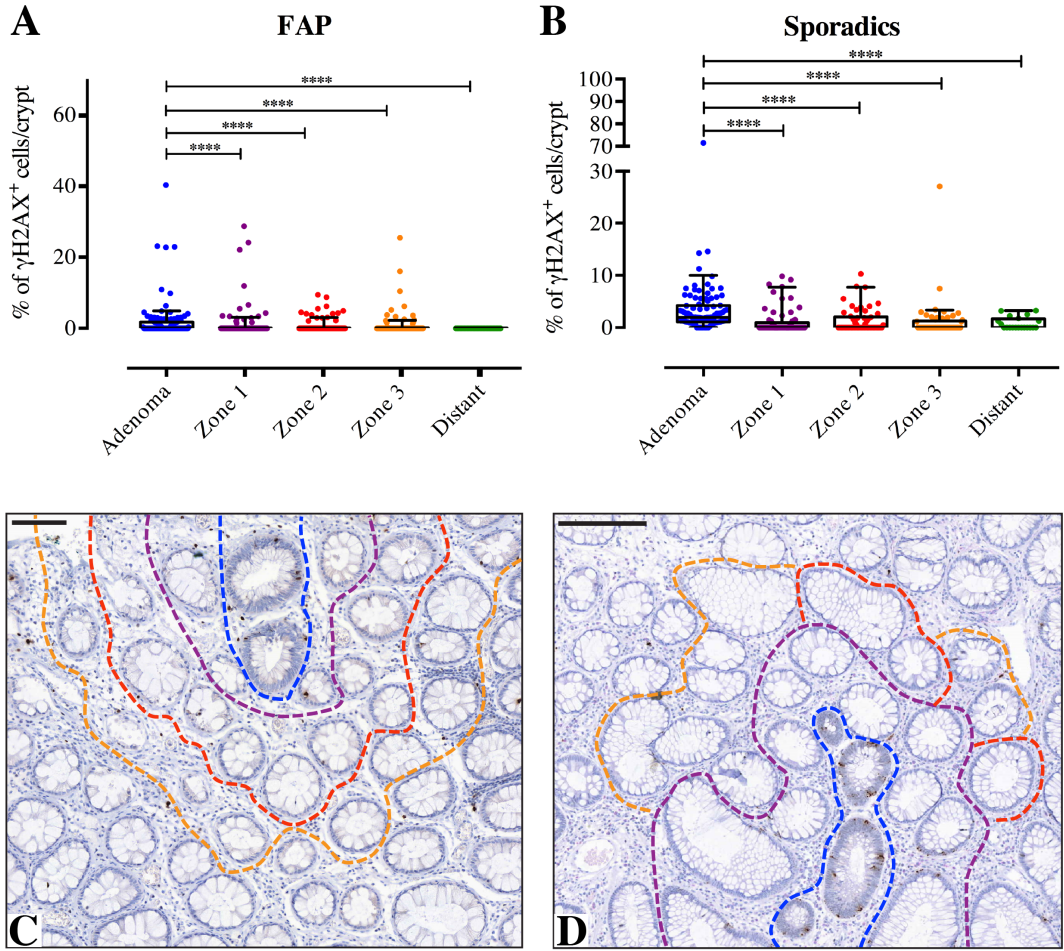 A
FAP
% of γH2AX+ cells/crypt
60
40
20
0
****
****
****
****
Adenoma
Zone 1
Zone 2
Zone 3
Distant
B
Sporadics
% of γH2AX+ cells/crypt
100
90
80
70
30
20
10
0
****
****
****
****
Adenoma
Zone 1
Zone 2
Zone 3
Distant
C
D